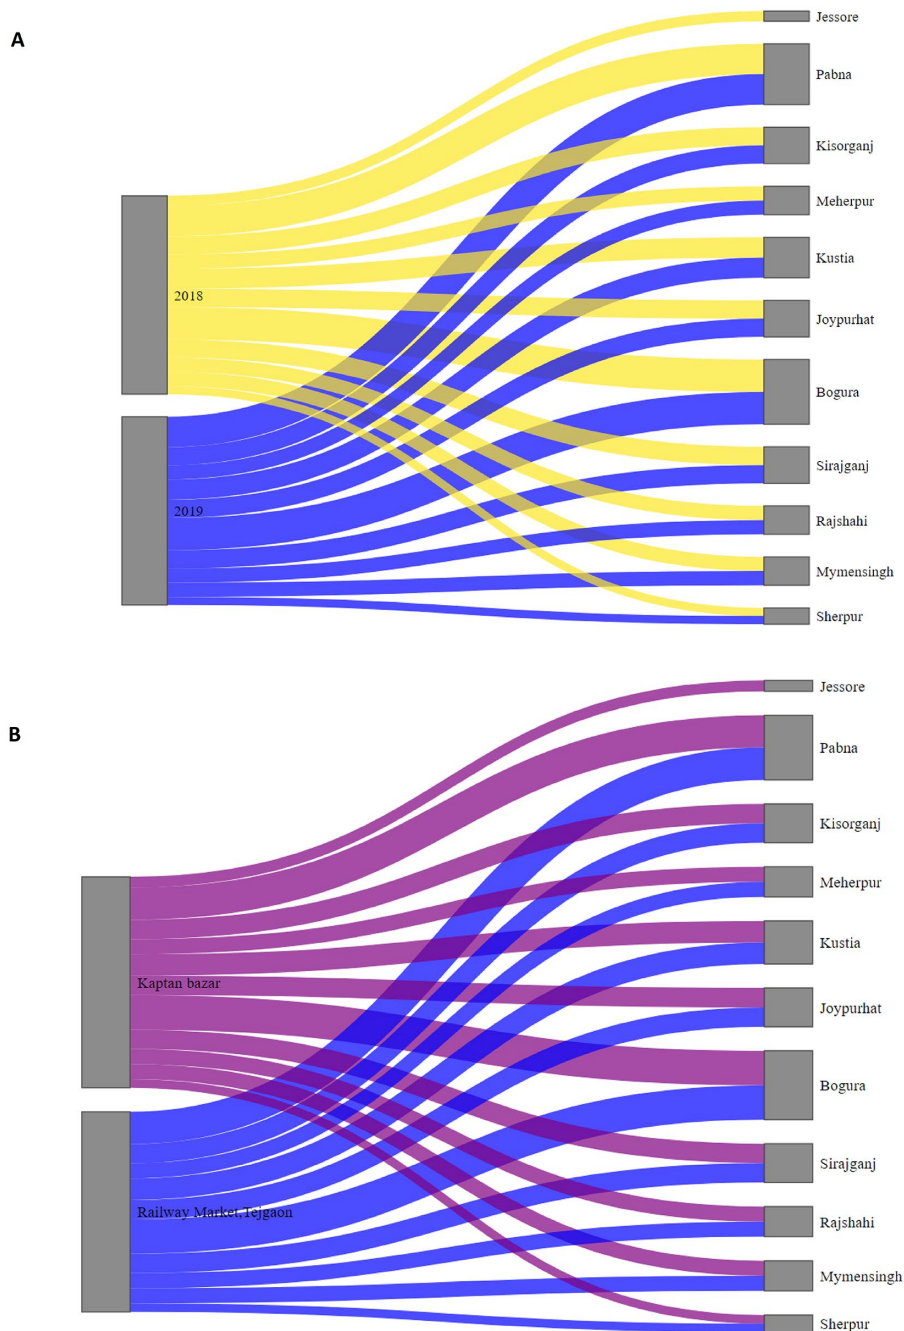 A
Jessore
Pabna
Kisorganj
Meherpur
Kustia
2018
Joypurhat
Bogura
Sirajganj
2019
Rajshahi
Mymensingh
Sherpur
B
Jessore
Pabna
Kisorganj
Meherpur
Kustia
Kaptan bazar
Joypurhat
Bogura
Sirajganj
Railway Market,Tejgaon
Rajshahi
Mymensingh
Sherpur